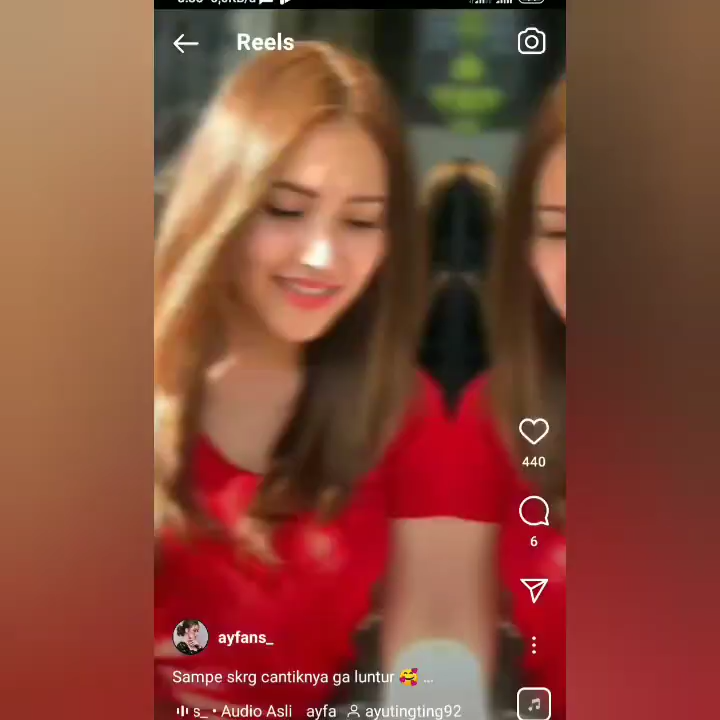 Reels
440
6
ayfans_
Sampe skrg cantiknya ga luntur 🥰 ...
s_ • Audio Asli ayfa ayutingting92